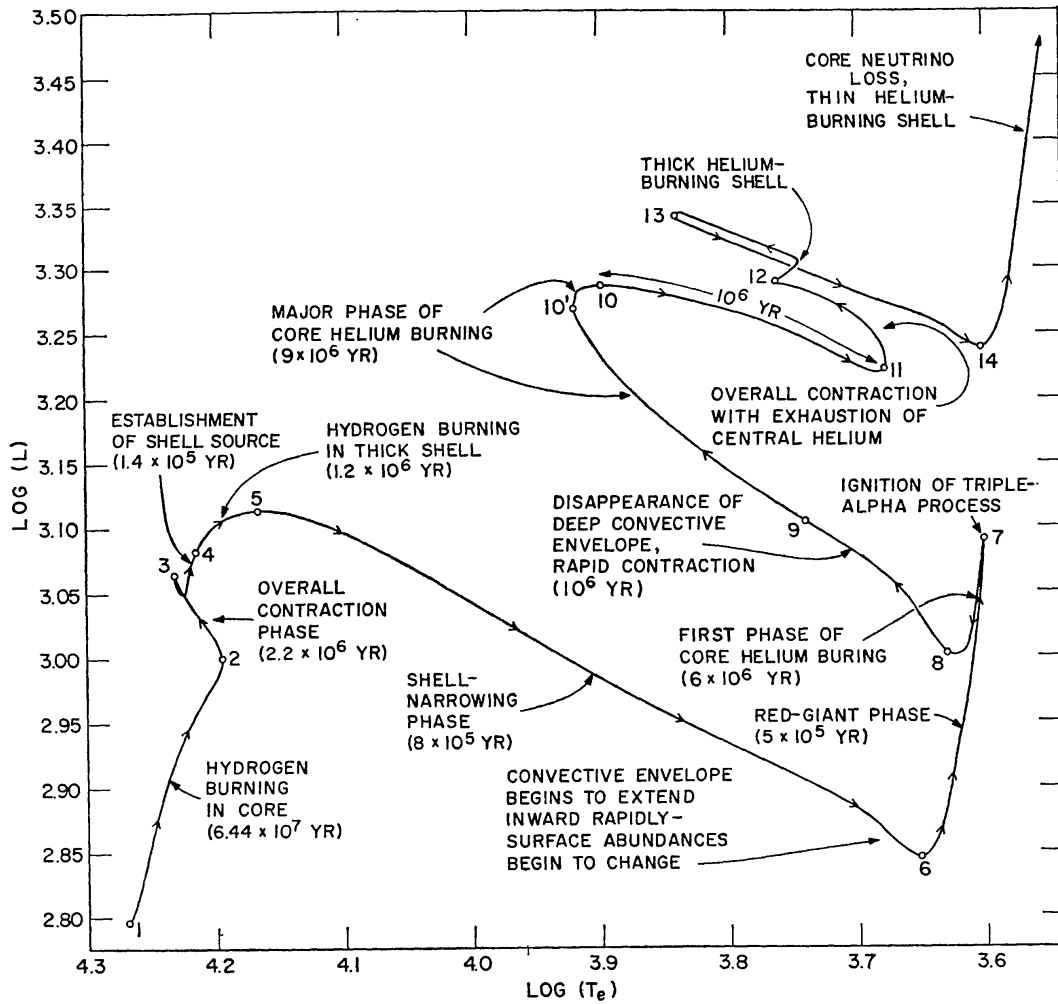 3.50
3.45
3.40
3.35
3.30
3.25
3.20
3.15
3.10
3.05
3.00
2.95
2.90
2.85
2.80
LOG (L)
4.3
4.2
4.1
4.0
3.9
3.8
3.7
3.6
LOG (Te)
CORE NEUTRINO
LOSS,
THIN HELIUM-
BURNING SHELL
THICK HELIUM-
BURNING SHELL
13
12
10'
10
10⁶ YR
11
14
MAJOR PHASE OF
CORE HELIUM BURNING
(9 x 10⁶ YR)
OVERALL CONTRACTION
WITH EXHAUSTION OF
CENTRAL HELIUM
ESTABLISHMENT
OF SHELL SOURCE
(1.4 x 10⁵ YR)
HYDROGEN BURNING
IN THICK SHELL
(1.2 x 10⁶ YR)
5
3
4
IGNITION OF TRIPLE-
ALPHA PROCESS
7
9
DISAPPEARANCE OF
DEEP CONVECTIVE
ENVELOPE,
RAPID CONTRACTION
(10⁶ YR)
OVERALL
CONTRACTION
PHASE
(2.2 x 10⁶ YR)
2
FIRST PHASE OF
CORE HELIUM BURING
(6 x 10⁶ YR)
8
SHELL-
NARROWING
PHASE
(8 x 10⁵ YR)
RED-GIANT PHASE
(5 x 10⁵ YR)
HYDROGEN
BURNING
IN CORE
(6.44 x 10⁷ YR)
CONVECTIVE ENVELOPE
BEGINS TO EXTEND
INWARD RAPIDLY-
SURFACE ABUNDANCES
BEGIN TO CHANGE
6
1